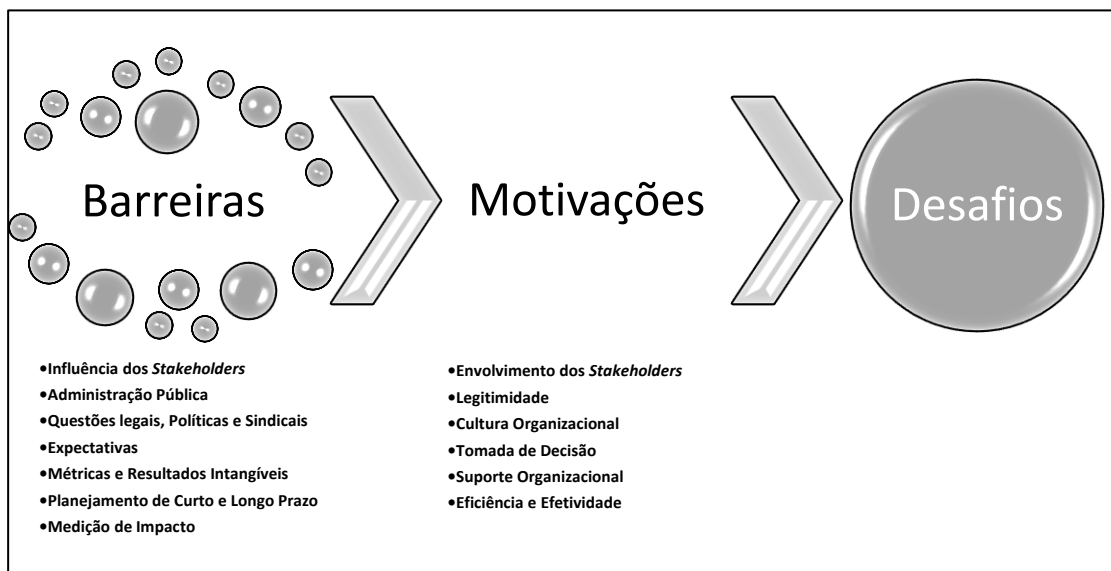 Barreiras
Motivações
Desafios
•Influência dos Stakeholders
•Administração Pública
•Questões legais, Políticas e Sindicais
•Expectativas
•Métricas e Resultados Intangíveis
•Planejamento de Curto e Longo Prazo
•Medição de Impacto
•Envolvimento dos Stakeholders
•Legitimidade
•Cultura Organizacional
•Tomada de Decisão
•Suporte Organizacional
•Eficiência e Efetividade